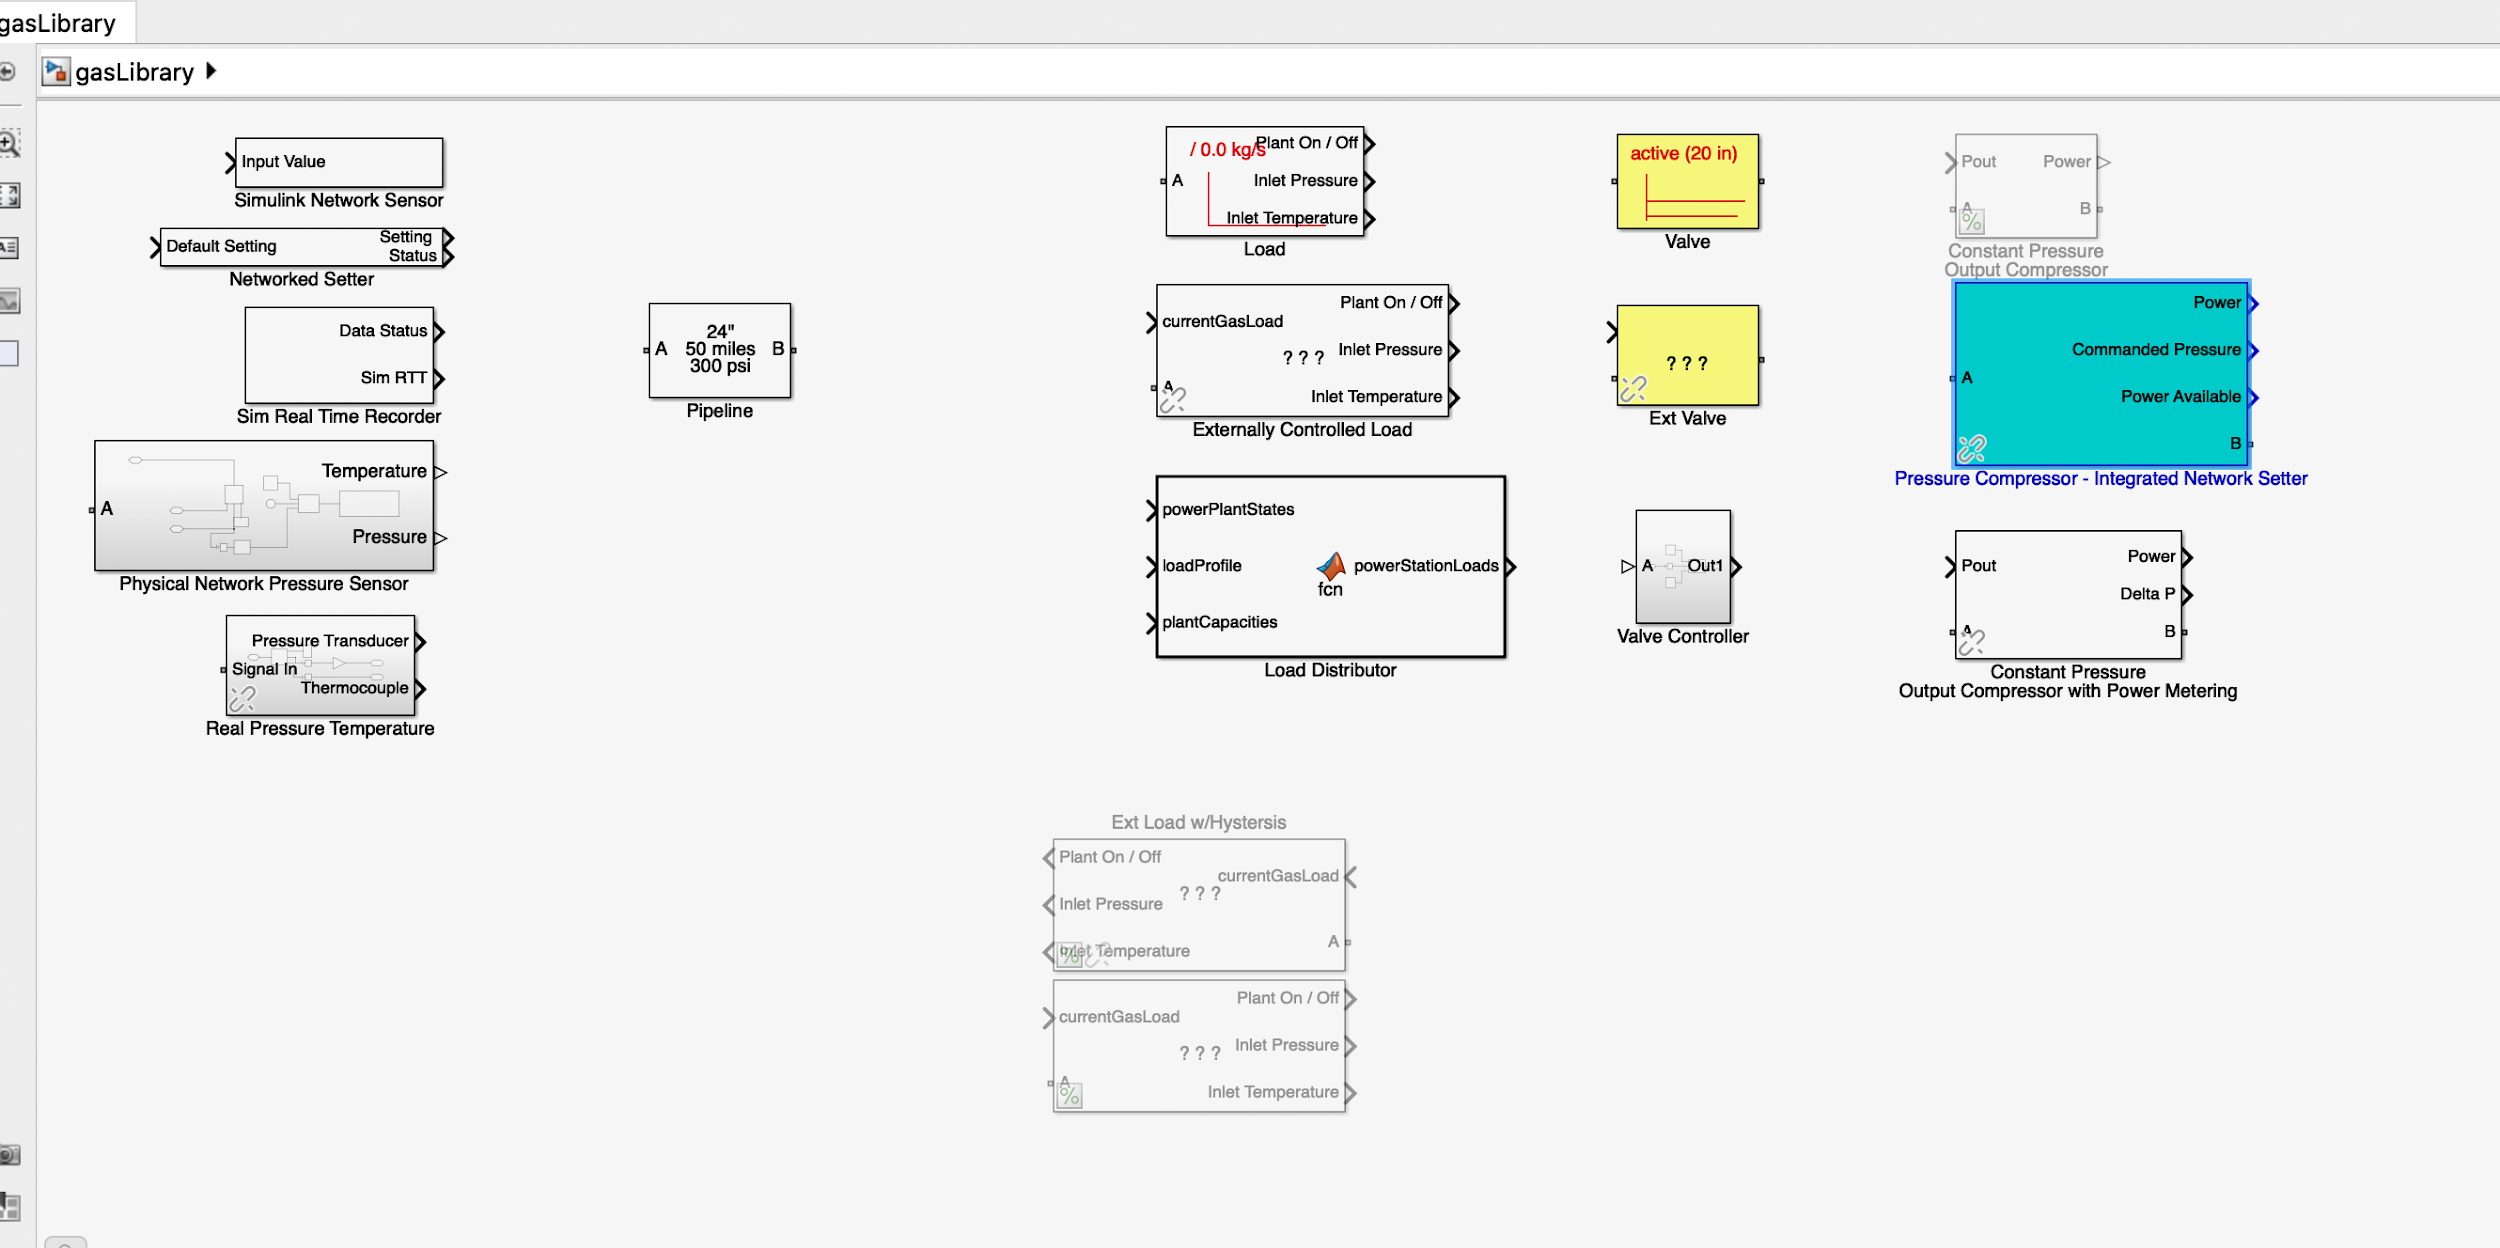 gasLibrary
gasLibrary
Input Value
Simulink Network Sensor
Default Setting
Setting
Status
Networked Setter
Data Status
Sim RTT
Sim Real Time Recorder
A
Temperature
Pressure
Physical Network Pressure Sensor
Pressure Transducer
Signal In
Thermocouple
Real Pressure Temperature
A
24"
50 miles
300 psi
B
Pipeline
/ 0.0 kg/s
Plant On / Off
A
Inlet Pressure
Inlet Temperature
Load
Plant On / Off
currentGasLoad
? ? ?
Inlet Pressure
A
Inlet Temperature
Externally Controlled Load
powerPlantStates
loadProfile
fcn
powerStationLoads
plantCapacities
Load Distributor
active (20 in)
Valve
? ? ?
Ext Valve
A
Out1
Valve Controller
Pout
Power
A
%
B
Constant Pressure
Output Compressor
Power
Commanded Pressure
A
Power Available
B
Pressure Compressor - Integrated Network Setter
Pout
Power
Delta P
A
B
Constant Pressure
Output Compressor with Power Metering
Ext Load w/Hystersis
Plant On / Off
currentGasLoad
? ? ?
Inlet Pressure
Inlet Temperature
%
A
Plant On / Off
currentGasLoad
? ? ?
Inlet Pressure
A
%
Inlet Temperature